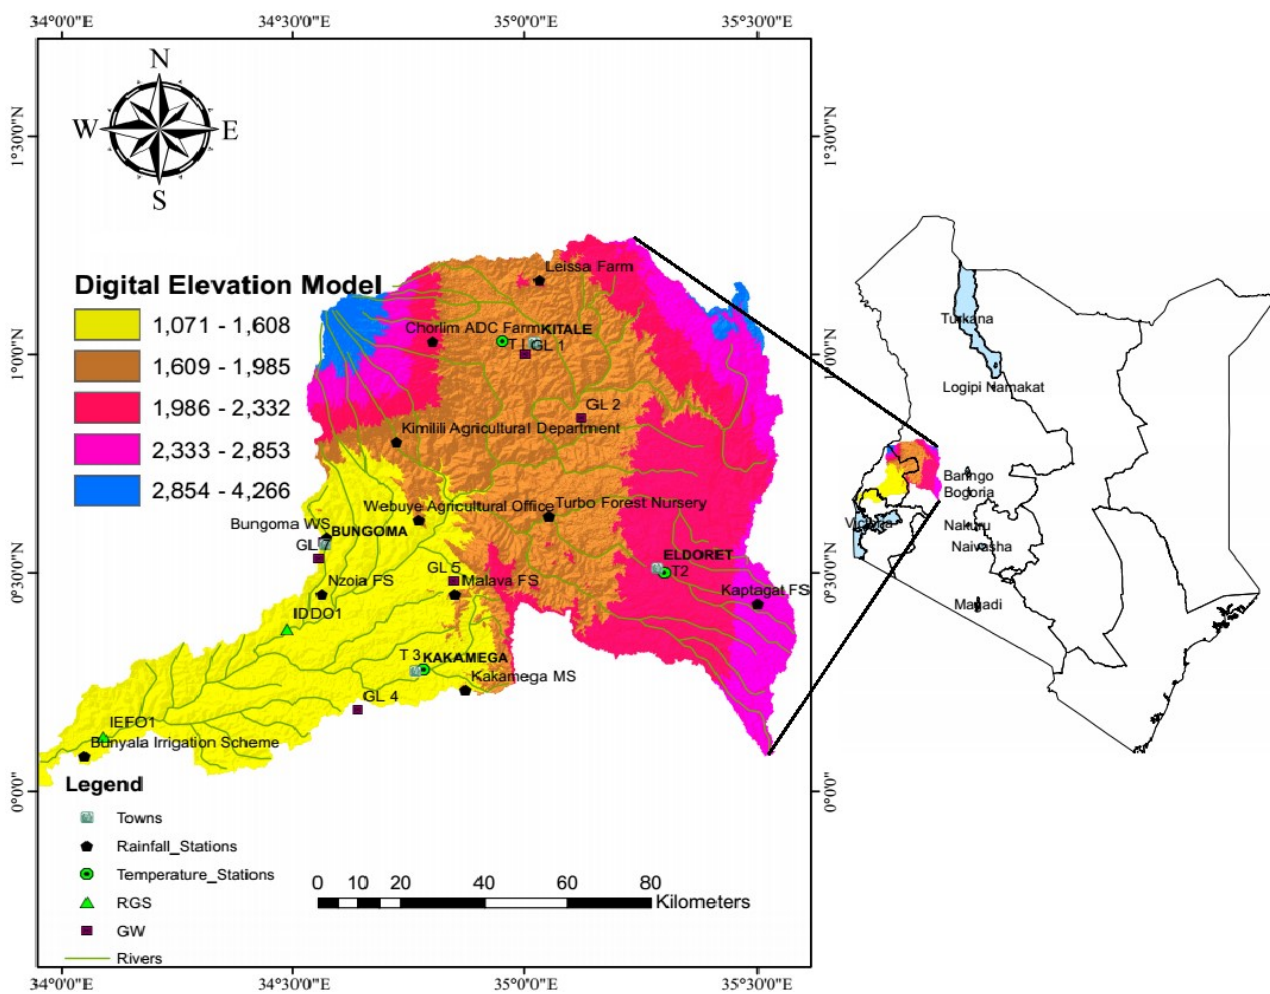 34°0'0"E
34°30'0"E
35°0'0"E
35°30'0"E
N
W
E
S
1°30'0"N
1°30'0"N
Digital Elevation Model
1,071 - 1,608
1,609 - 1,985
1,986 - 2,332
2,333 - 2,853
2,854 - 4,266
Leissa Farm
Chorlim ADC Farm
KITALE
T 1
GL 1
1°0'0"N
1°0'0"N
GL 2
Kimilili Agricultural Department
Webuye Agricultural Office
Turbo Forest Nursery
Bungoma WS
BUNGOMA
GL
ELDORET
T2
GL 5
Malava FS
Nzoia FS
Kaptagat FS
0°30'0"N
0°30'0"N
IDDO1
T 3
KAKAMEGA
Kakamega MS
GL 4
IEFO1
Bunyala Irrigation Scheme
0°0'0"
0°0'0"
Legend
Towns
Rainfall_Stations
Temperature_Stations
RGS
GW
Rivers
0 10 20 40 60 80
Kilometers
34°0'0"E
34°30'0"E
35°0'0"E
35°30'0"E
Turkana
Logipi Namakat
Baringo
Bogoria
Victoria
Nakuru
Naivasha
Magadi